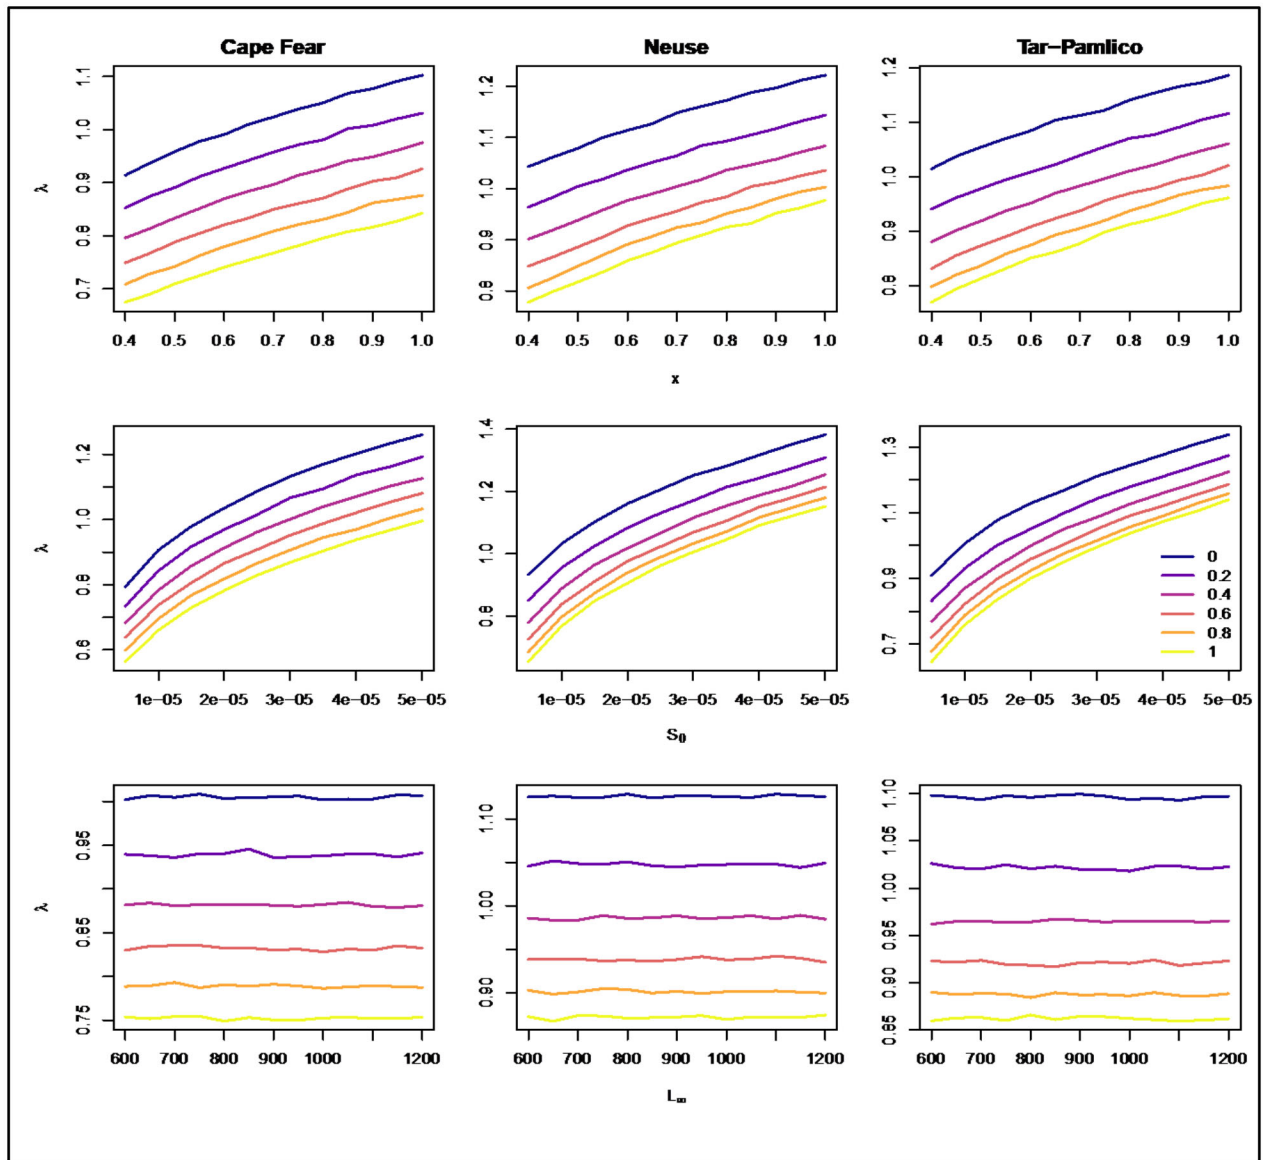 Cape Fear Neuse Tar–Pamlico
λ
0.7 0.8 0.9 1.0 1.1
0.8 0.9 1.0 1.1 1.2
0.8 0.9 1.0 1.1 1.2
0.4 0.5 0.6 0.7 0.8 0.9 1.0
0.4 0.5 0.6 0.7 0.8 0.9 1.0
0.4 0.5 0.6 0.7 0.8 0.9 1.0
x
λ
0.6 0.8 1.0 1.2
0.8 1.0 1.2 1.4
0.7 0.9 1.1 1.3
0
0.2
0.4
0.6
0.8
1
1e−05 2e−05 3e−05 4e−05 5e−05
1e−05 2e−05 3e−05 4e−05 5e−05
1e−05 2e−05 3e−05 4e−05 5e−05
S₀
λ
0.75 0.85 0.95
0.90 1.00 1.10
0.85 0.90 0.95 1.00 1.05 1.10
600 700 800 900 1000 1200
600 700 800 900 1000 1200
600 700 800 900 1000 1200
L∞